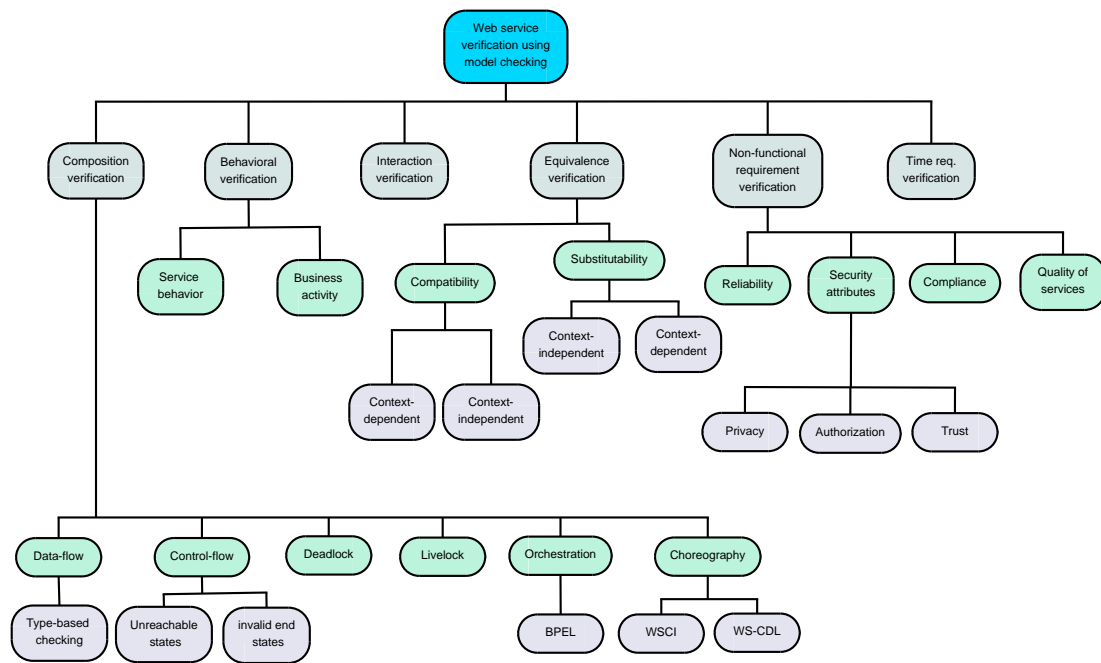 Web service
verification using
model checking
Composition
verification
Behavioral
verification
Interaction
verification
Equivalence
verification
Non-functional
requirement
verification
Time req.
verification
Service
behavior
Business
activity
Compatibility
Substitutability
Reliability
Security
attributes
Compliance
Quality of
services
Context-
independent
Context-
dependent
Context-
dependent
Context-
independent
Privacy
Authorization
Trust
Data-flow
Control-flow
Deadlock
Livelock
Orchestration
Choreography
Type-based
checking
Unreachable
states
invalid end
states
BPEL
WSCI
WS-CDL